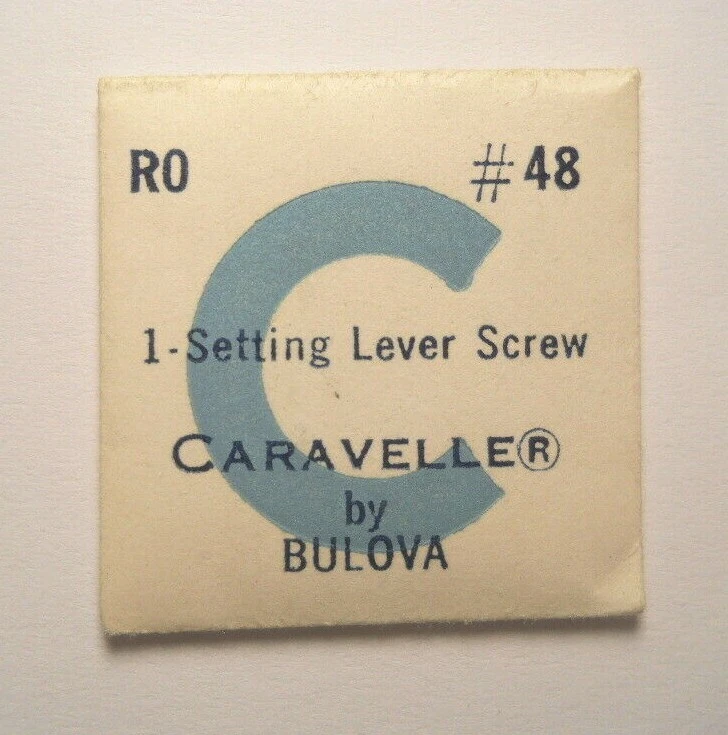 RO #48
1-Setting Lever Screw
CARAVELLE®
by
BULOVA